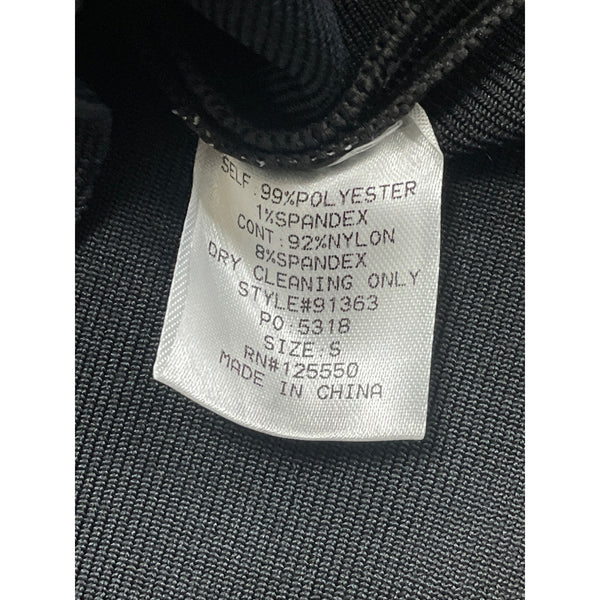 SELF:99%POLYESTER
1%SPANDEX
CONT:92%NYLON
8%SPANDEX
DRY CLEANING ONLY
STYLE#91363
PO:5318
SIZE:S
RN#125550
MADE IN CHINA